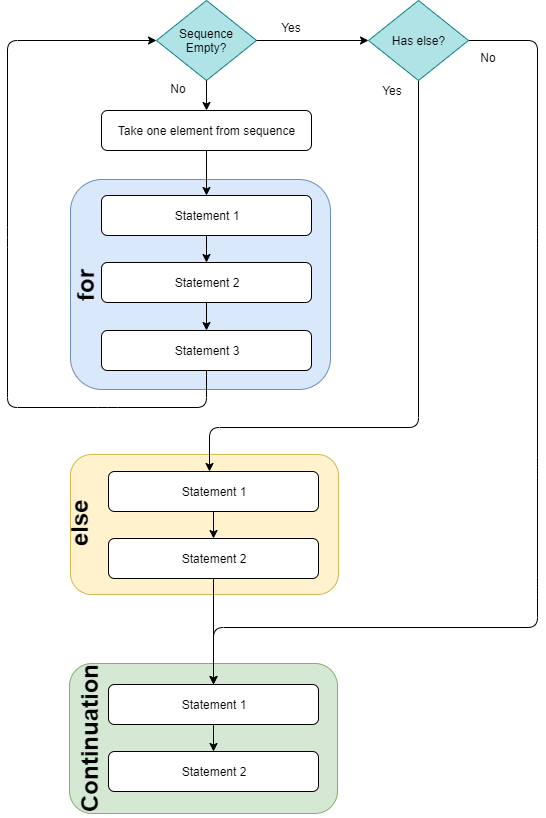 Sequence
Empty?
Yes
Has else?
No
No
Yes
Take one element from sequence
for
Statement 1
Statement 2
Statement 3
else
Statement 1
Statement 2
Continuation
Statement 1
Statement 2